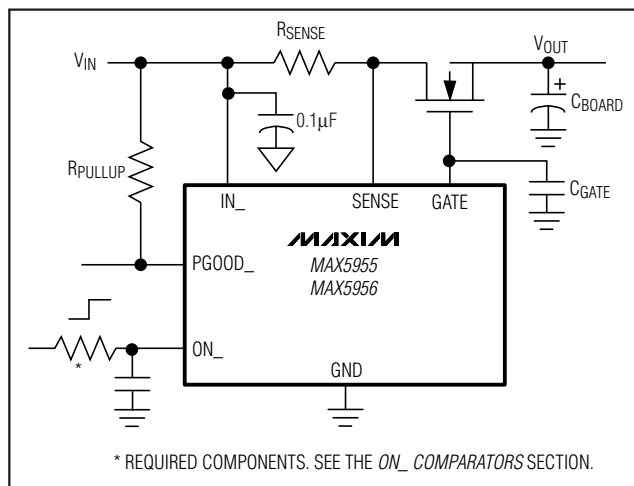 RSENSE
VIN
VOUT
+
CBOARD
0.1µF
RPULLUP
CGATE
IN_
SENSE
GATE
MAXIM
PGOOD_
MAX5955
MAX5956
ON_
*
GND
* REQUIRED COMPONENTS. SEE THE ON_ COMPARATORS SECTION.